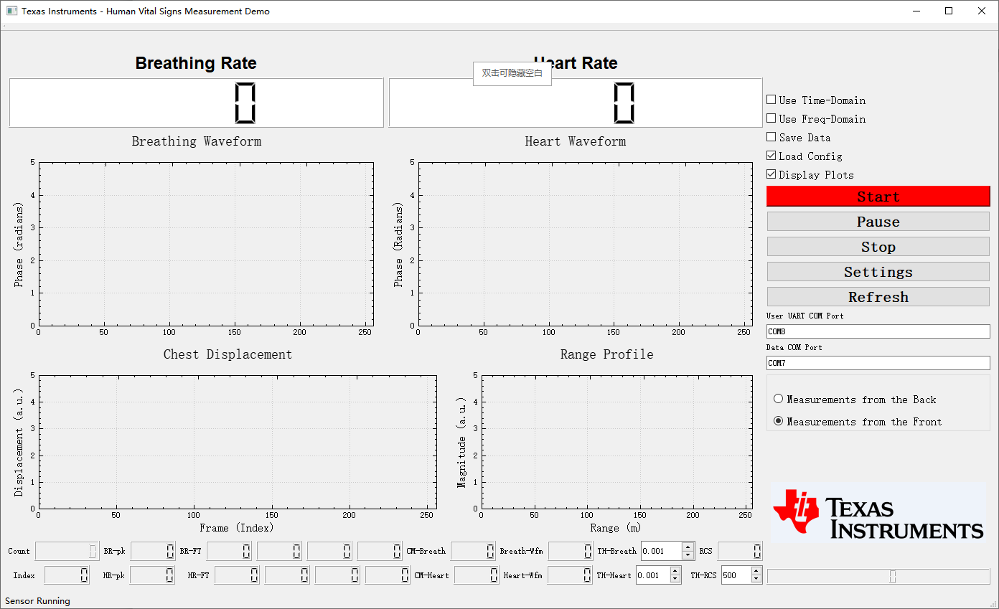 Texas Instruments - Human Vital Signs Measurement Demo
Breathing Rate
Heart Rate
双击可隐藏空白
0
0
Use Time-Domain
Use Freq-Domain
Save Data
Load Config
Display Plots
Start
Pause
Stop
Settings
Refresh
User UART COM Port
COM8
Data COM Port
COM7
Measurements from the Back
Measurements from the Front
Breathing Waveform
Phase (radians)
5
4
3
2
1
0
0 50 100 150 200 250
Heart Waveform
Phase (Radians)
5
4
3
2
1
0
0 50 100 150 200 250
Chest Displacement
Displacement (a.u.)
5
4
3
2
1
0
0 50 100 150 200 250
Frame (Index)
Range Profile
Magnitude (a.u.)
5
4
3
2
1
0
0 50 100 150 200 250
Range (m)
TEXAS
INSTRUMENTS
Count 0 BR-pk 0 BR-FT 0 0 0 0 CM-Breath 0 Breath-Wfm 0 TH-Breath 0.001 RCS 0
Index 0 HR-pk 0 HR-FT 0 0 0 0 CM-Heart 0 Heart-Wfm 0 TH-Heart 0.001 TH-RCS 500
Sensor Running